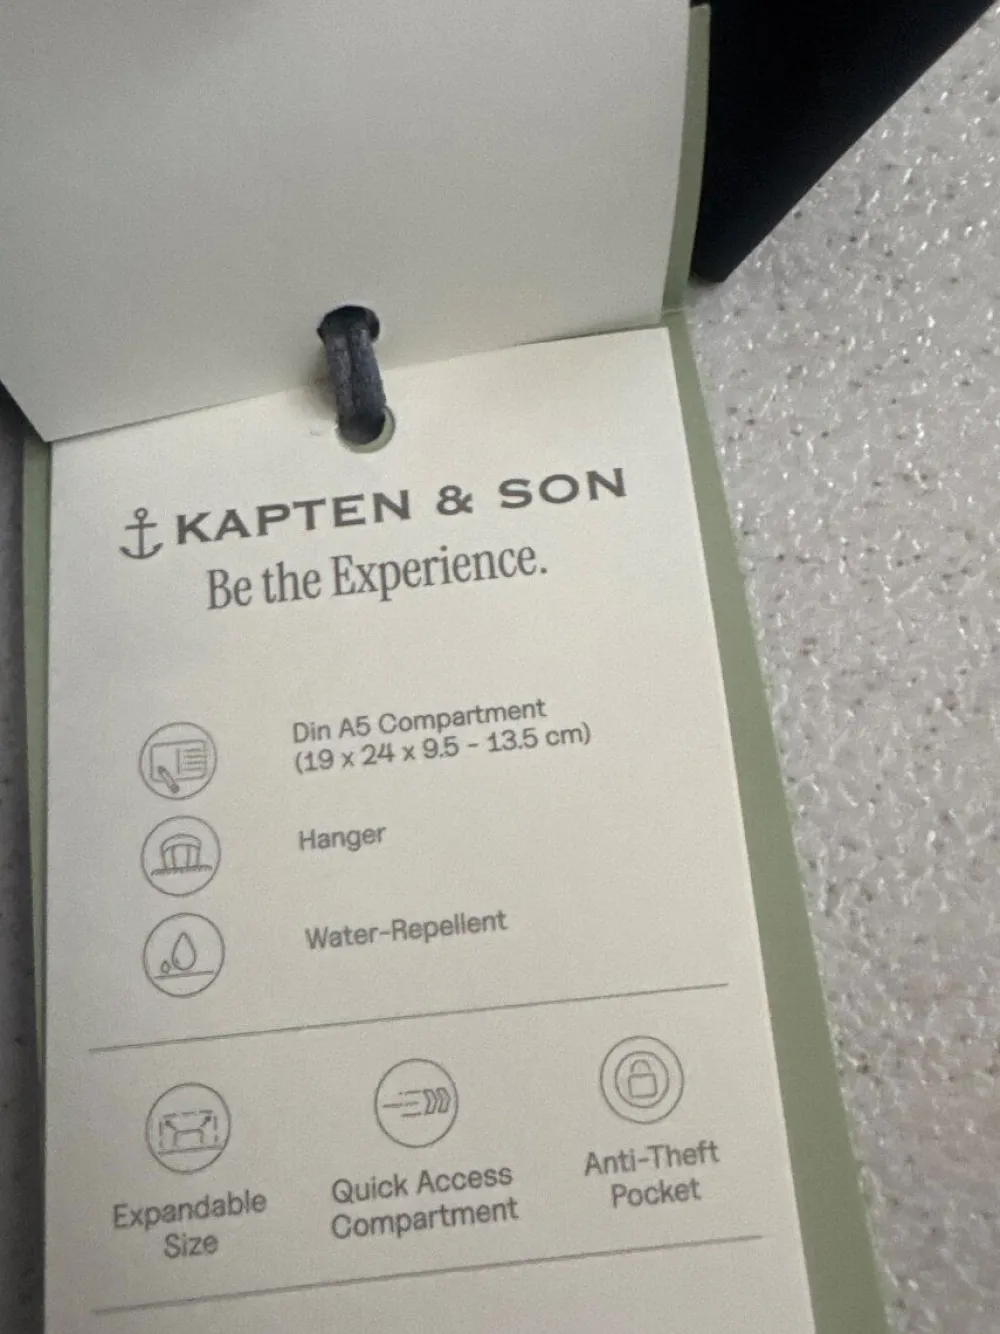 KAPTEN & SON
Be the Experience.
Din A5 Compartment
(19 x 24 x 9.5 - 13.5 cm)
Hanger
Water-Repellent
Expandable
Size
Quick Access
Compartment
Anti-Theft
Pocket